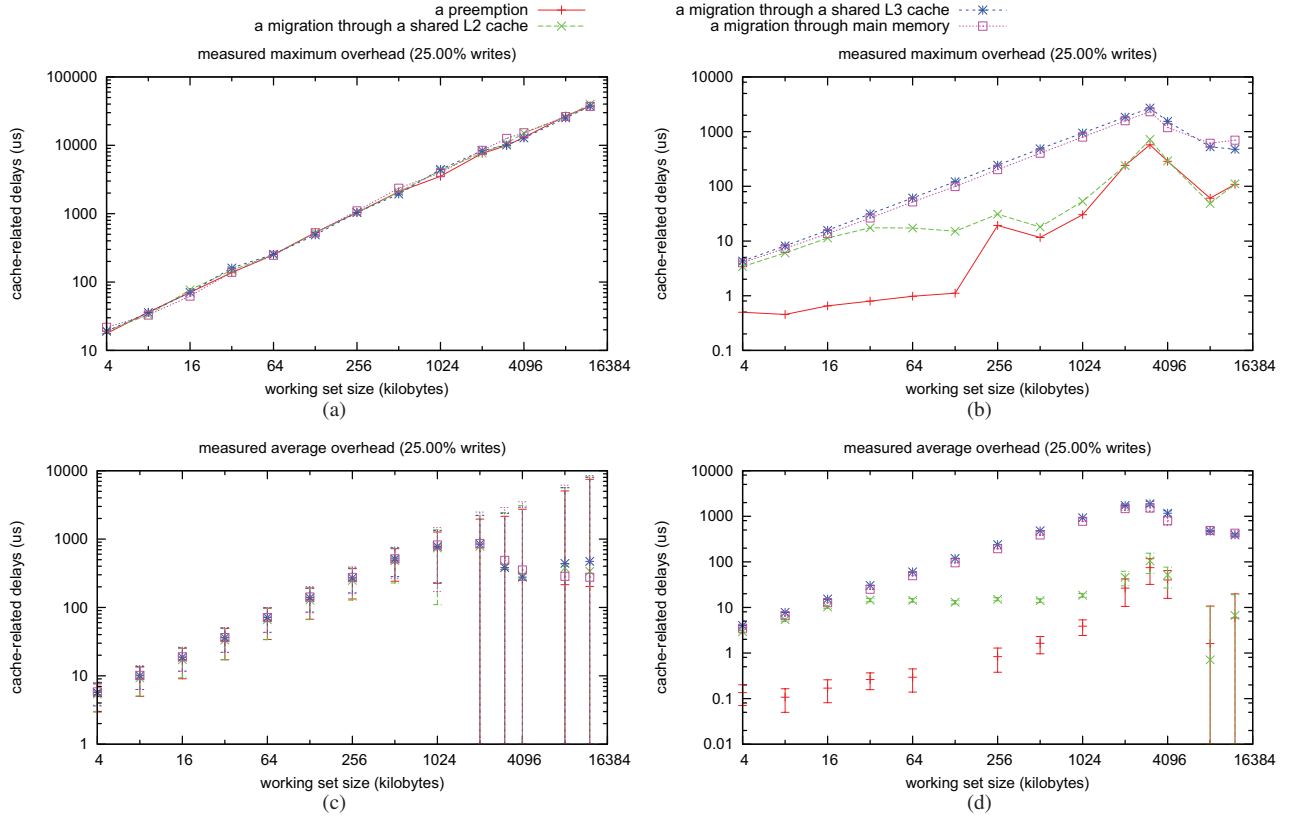 a preemption
a migration through a shared L2 cache
a migration through a shared L3 cache
a migration through main memory
measured maximum overhead (25.00% writes)
cache-related delays (us)
100000
10000
1000
100
10
4
16
64
256
1024
4096
16384
working set size (kilobytes)
(a)
measured maximum overhead (25.00% writes)
cache-related delays (us)
10000
1000
100
10
1
0.1
4
16
64
256
1024
4096
16384
working set size (kilobytes)
(b)
measured average overhead (25.00% writes)
cache-related delays (us)
10000
1000
100
10
1
4
16
64
256
1024
4096
16384
working set size (kilobytes)
(c)
measured average overhead (25.00% writes)
cache-related delays (us)
10000
1000
100
10
1
0.1
0.01
4
16
64
256
1024
4096
16384
working set size (kilobytes)
(d)